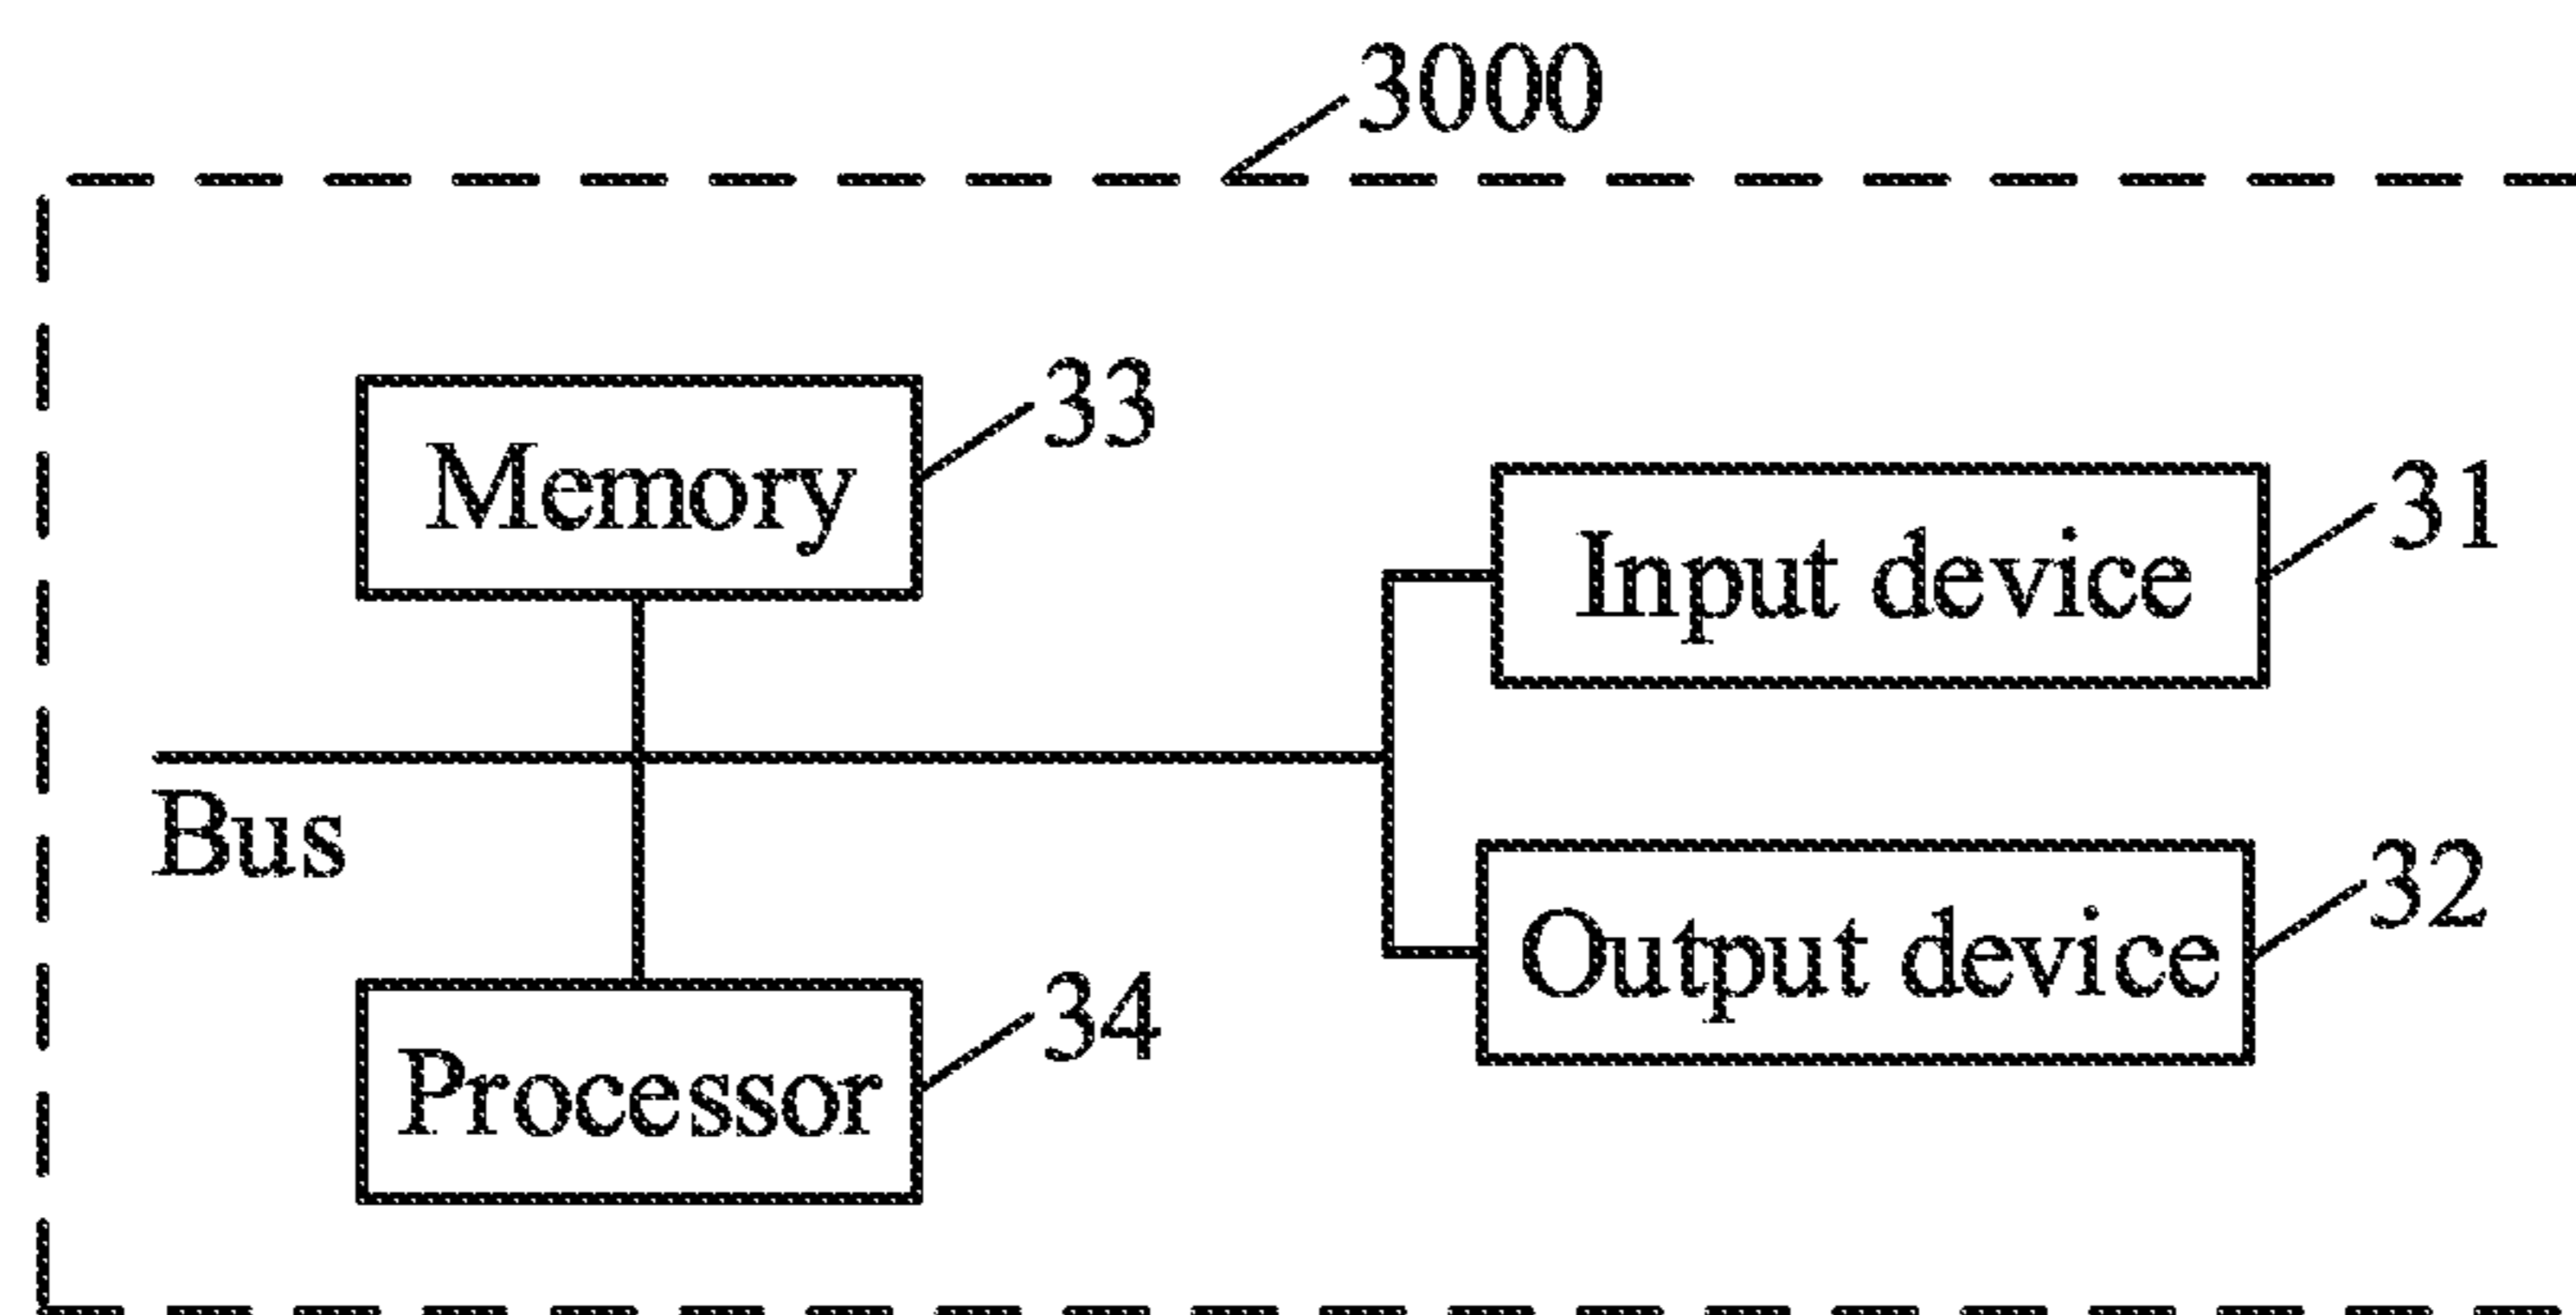 3000
33
Memory
31
Input device
Bus
32
Output device
34
Processor